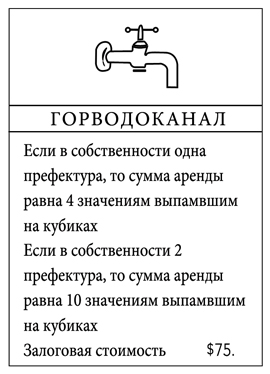 ГОРВОДОКАНАЛ
Если в собственности одна
префектура, то сумма аренды
равна 4 значениям выпамвшим
на кубиках
Если в собственности 2
префектура, то сумма аренды
равна 10 значениям выпамвшим
на кубиках
Залоговая стоимость $75.